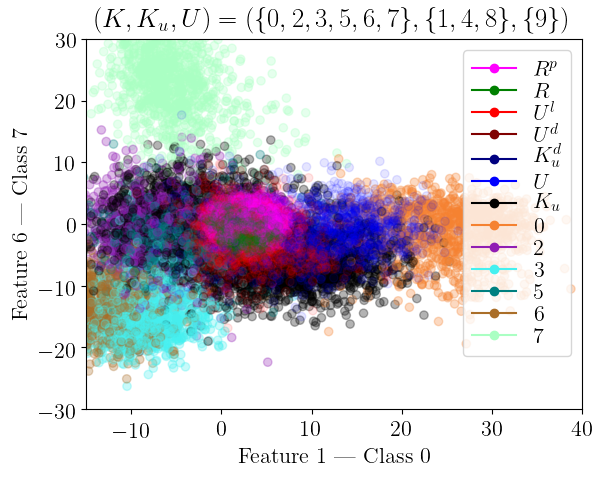 (K, K_u, U) = ({0, 2, 3, 5, 6, 7}, {1, 4, 8}, {9})
30
20
10
0
−10
−20
−30
Feature 6 — Class 7
R^p
R
U^l
U^d
K_u^d
U
K_u
0
2
3
5
6
7
−10
0
10
20
30
40
Feature 1 — Class 0